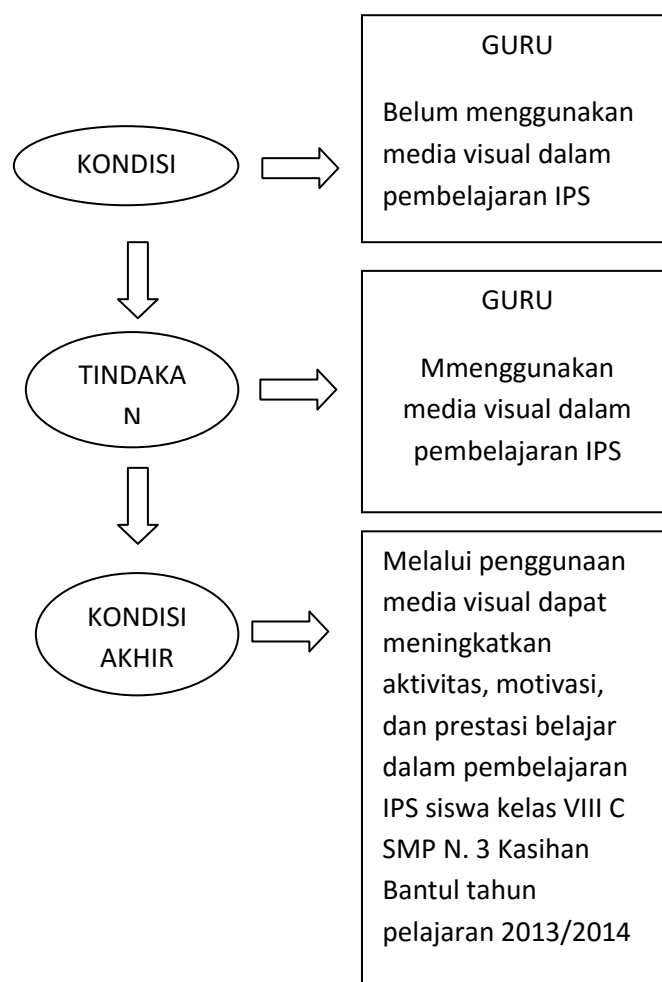 GURU
Belum menggunakan
media visual dalam
pembelajaran IPS
KONDISI
GURU
Mmenggunakan
media visual dalam
pembelajaran IPS
TINDAKA
N
Melalui penggunaan
media visual dapat
meningkatkan
aktivitas, motivasi,
dan prestasi belajar
dalam pembelajaran
IPS siswa kelas VIII C
SMP N. 3 Kasihan
Bantul tahun
pelajaran 2013/2014
KONDISI
AKHIR